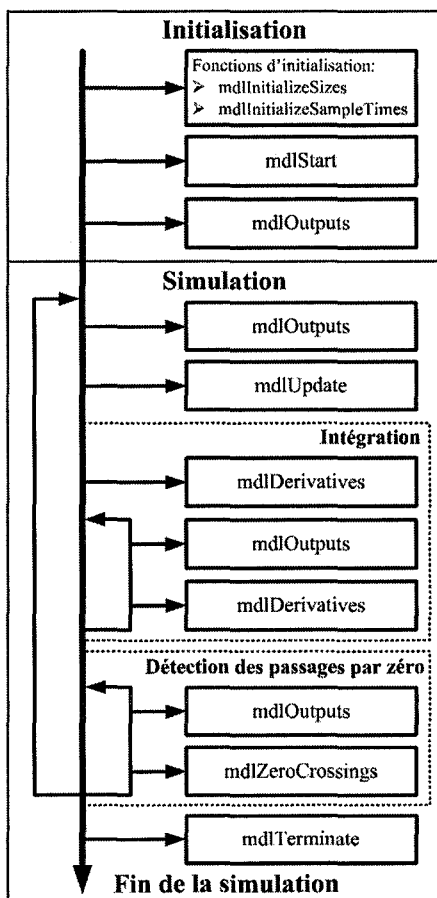 Initialisation
Fonctions d'initialisation:
➢ mdlInitializeSizes
➢ mdlInitializeSampleTimes
mdlStart
mdlOutputs
Simulation
mdlOutputs
mdlUpdate
Intégration
mdlDerivatives
mdlOutputs
mdlDerivatives
Détection des passages par zéro
mdlOutputs
mdlZeroCrossings
mdlTerminate
Fin de la simulation